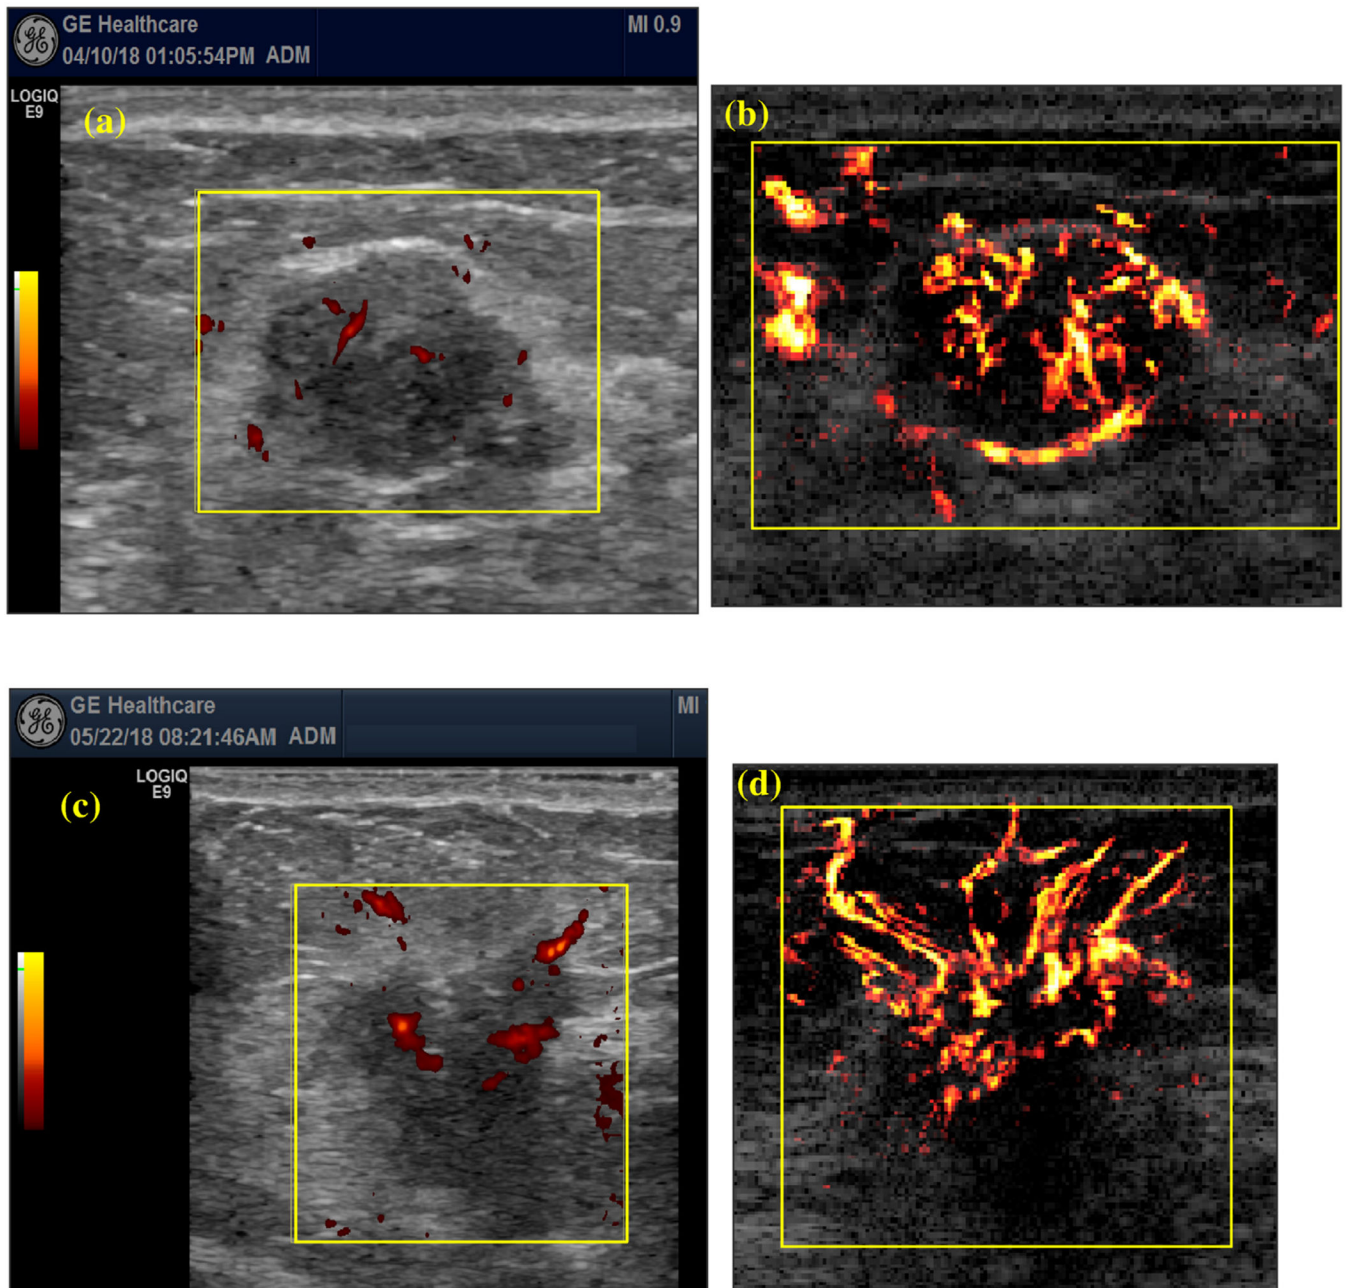 GE Healthcare
MI 0.9
04/10/18 01:05:54PM ADM
LOGIQ
E9
(a)
(b)
GE Healthcare
MI
05/22/18 08:21:46AM ADM
LOGIQ
E9
(c)
(d)